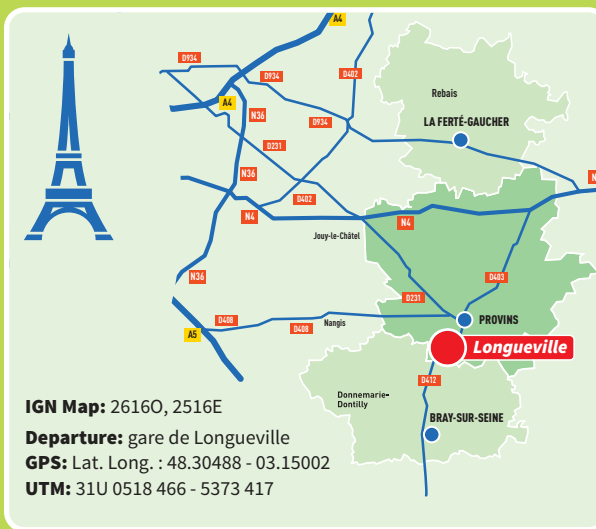 A4
D934
D402
D934
A4
Rebais
N36
D934
LA FERTÉ-GAUCHER
D231
N36
N
D402
N4
N4
Jouy-le-Châtel
N36
D403
D231
D408
Nangis
D408
PROVINS
A5
Longueville
D412
Donnemarie-
Dontilly
BRAY-SUR-SEINE
IGN Map: 2616O, 2516E
Departure: gare de Longueville
GPS: Lat. Long. : 48.30488 - 03.15002
UTM: 31U 0518 466 - 5373 417